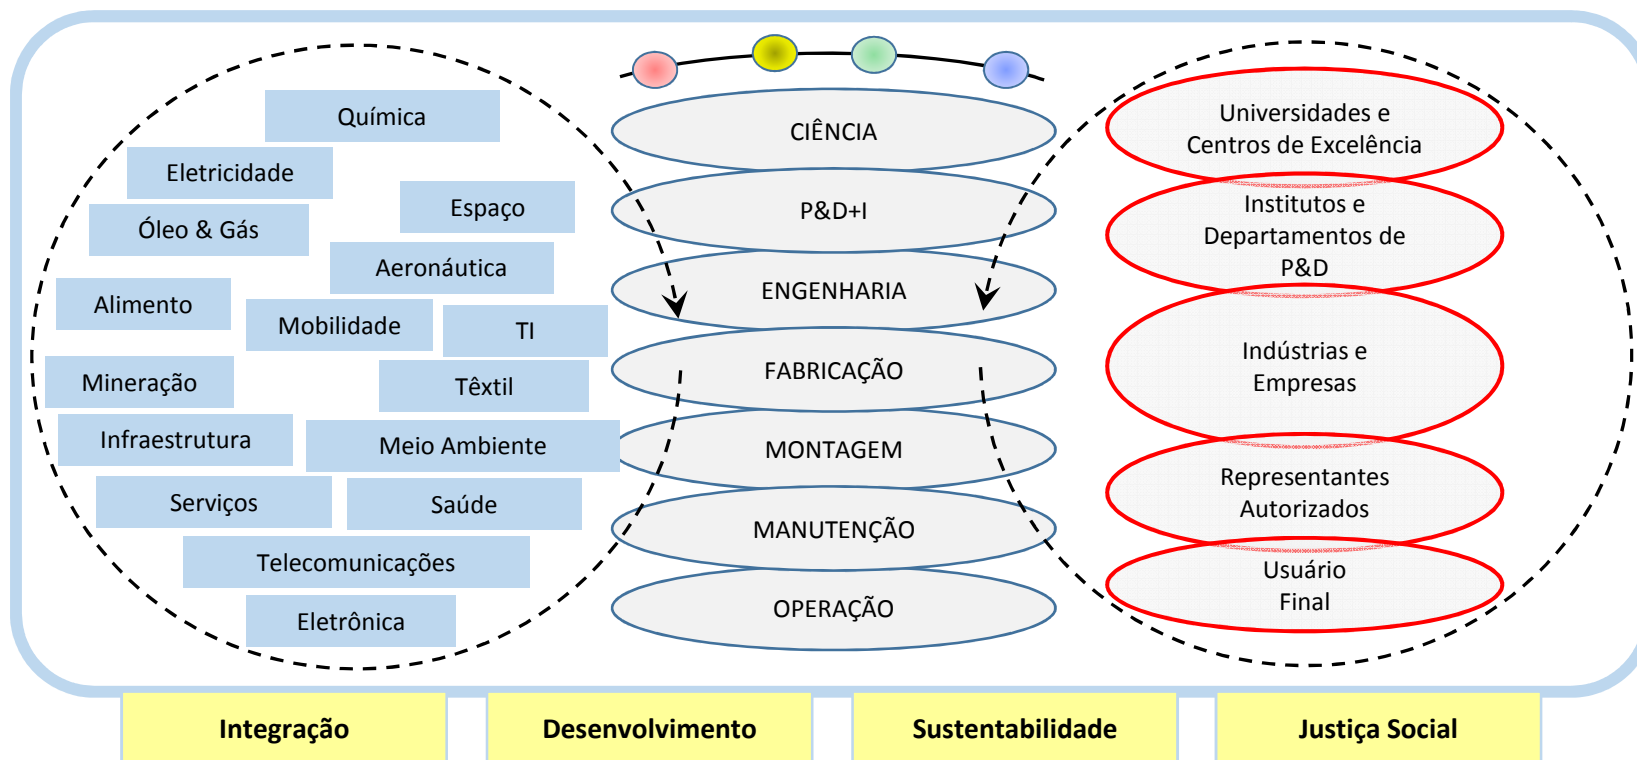 Química
Eletricidade
Espaço
Óleo & Gás
Aeronáutica
Alimento
Mobilidade
TI
Mineração
Têxtil
Infraestrutura
Meio Ambiente
Serviços
Saúde
Telecomunicações
Eletrônica
CIÊNCIA
P&D+I
ENGENHARIA
FABRICAÇÃO
MONTAGEM
MANUTENÇÃO
OPERAÇÃO
Universidades e
Centros de Excelência
Institutos e
Departamentos de
P&D
Indústrias e
Empresas
Representantes
Autorizados
Usuário
Final
Integração
Desenvolvimento
Sustentabilidade
Justiça Social